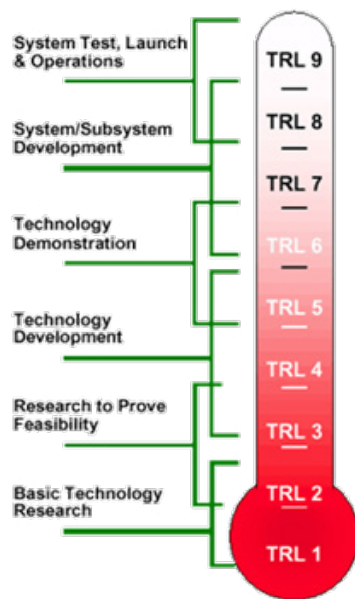 System Test, Launch
& Operations
System/Subsystem
Development
Technology
Demonstration
Technology
Development
Research to Prove
Feasibility
Basic Technology
Research
TRL 9
TRL 8
TRL 7
TRL 6
TRL 5
TRL 4
TRL 3
TRL 2
TRL 1